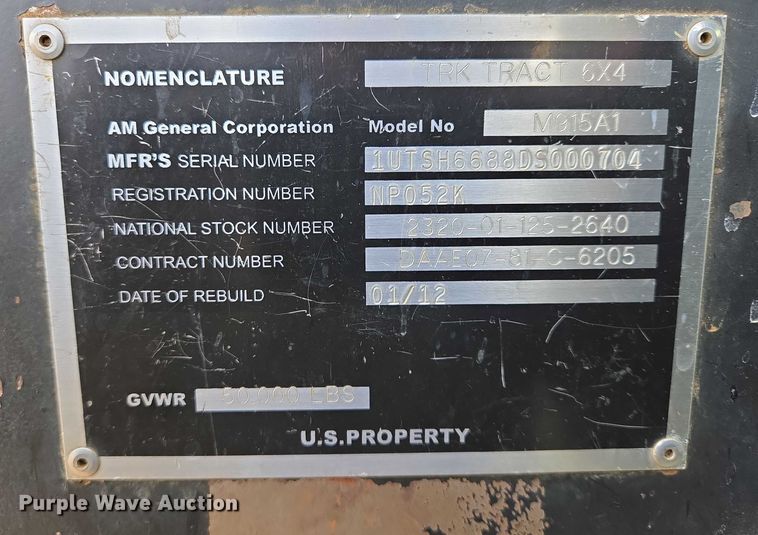 NOMENCLATURE TRK TRACT 6X4
AM General Corporation Model No M915A1
MFR'S SERIAL NUMBER 1UTSH6688DS000704
REGISTRATION NUMBER NP052K
NATIONAL STOCK NUMBER 2320-01-125-2640
CONTRACT NUMBER DAAE07-81-C-6205
DATE OF REBUILD 01/12
GVWR 50,000 LBS
U.S.PROPERTY
Purple Wave Auction